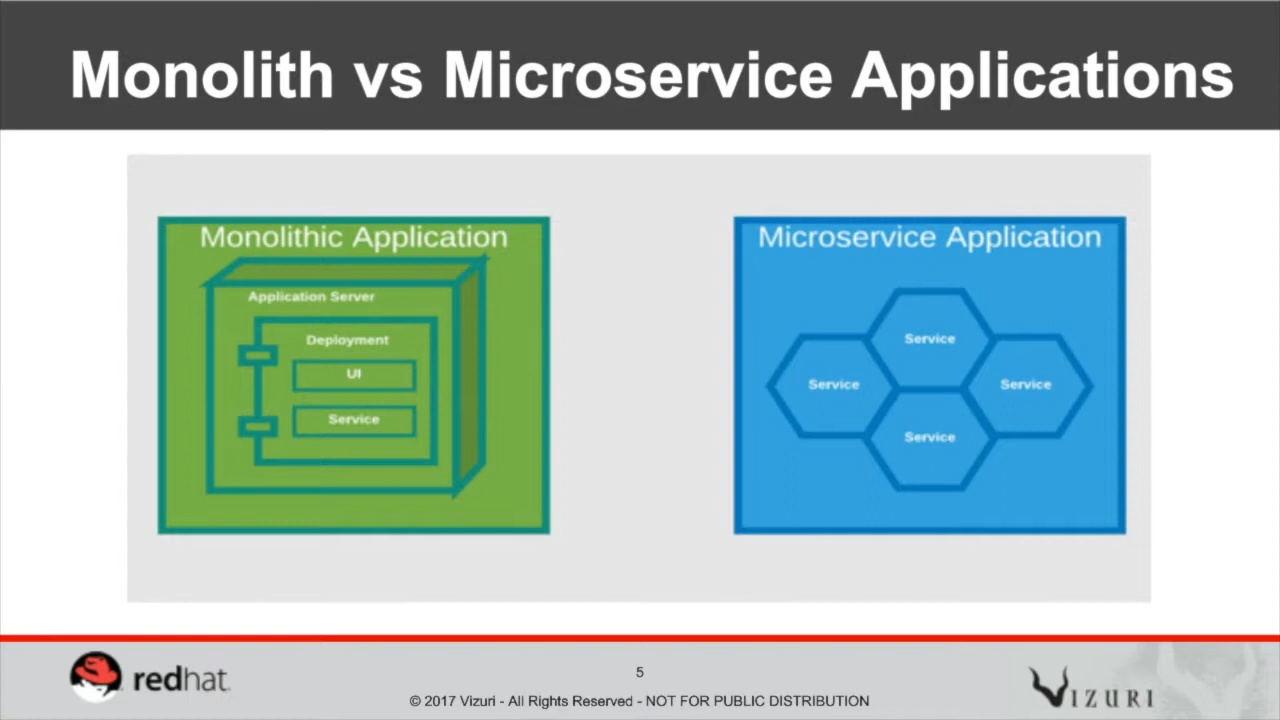 Monolith vs Microservice Applications
Monolithic Application
Application Server
Deployment
UI
Service
Microservice Application
Service
Service
Service
Service
redhat.
5
© 2017 Vizuri - All Rights Reserved - NOT FOR PUBLIC DISTRIBUTION
VIZURI